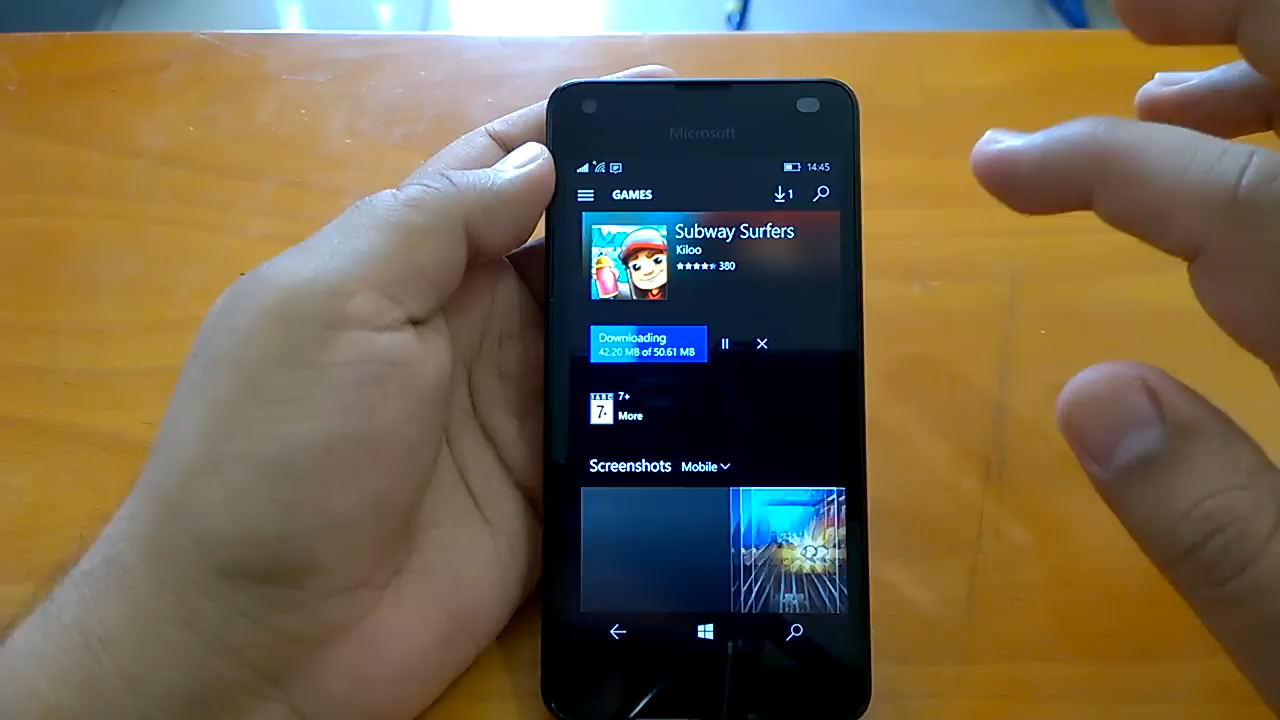 Microsoft
14:45
GAMES
1
Subway Surfers
Kiloo
380
Downloading
42.20 MB of 50.61 MB
7+
More
Screenshots Mobile